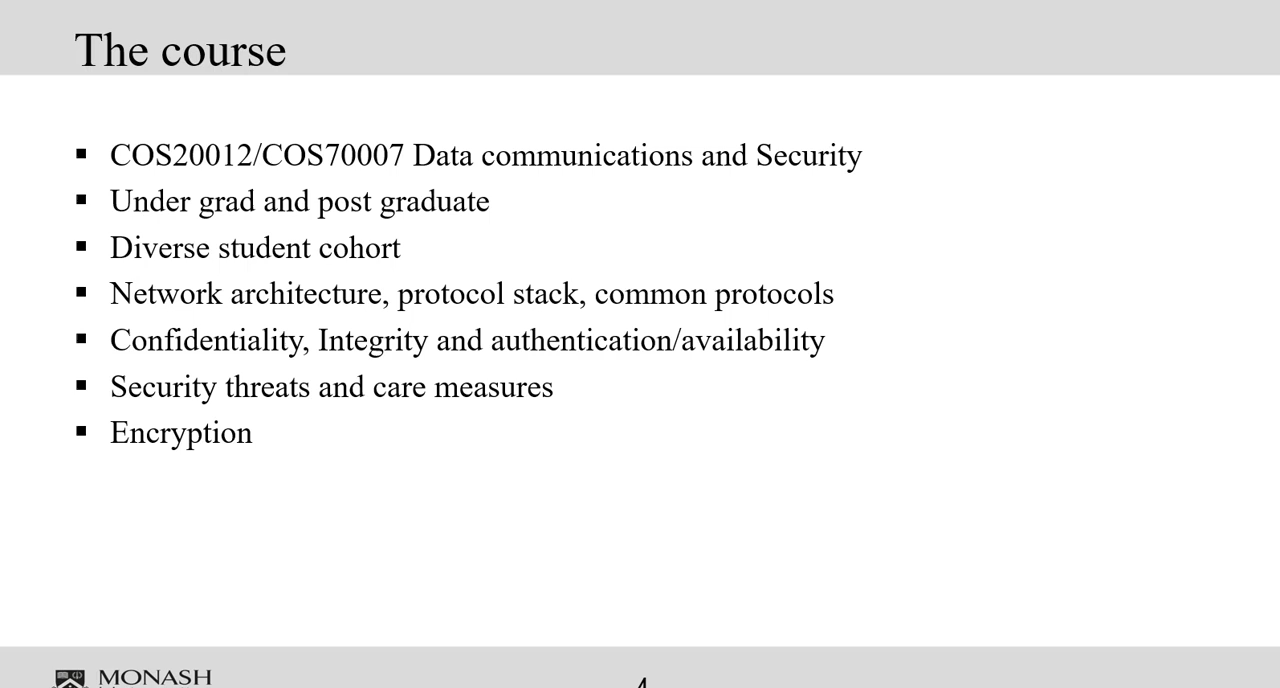 The course
▪ COS20012/COS70007 Data communications and Security
▪ Under grad and post graduate
▪ Diverse student cohort
▪ Network architecture, protocol stack, common protocols
▪ Confidentiality, Integrity and authentication/availability
▪ Security threats and care measures
▪ Encryption
MONASH
4